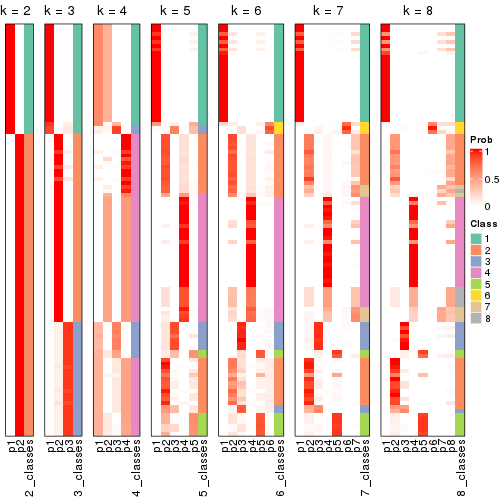 k = 2 k = 3 k = 4 k = 5 k = 6 k = 7 k = 8
Prob
1
0.5
0
Class
1
2
3
4
5
6
7
8
p1 p2 2_classes
p1 p2 p3 3_classes
p1 p2 p3 p4 4_classes
p1 p2 p3 p4 p5 5_classes
p1 p2 p3 p4 p5 p6 6_classes
p1 p2 p3 p4 p5 p6 p7 7_classes
p1 p2 p3 p4 p5 p6 p7 p8 8_classes